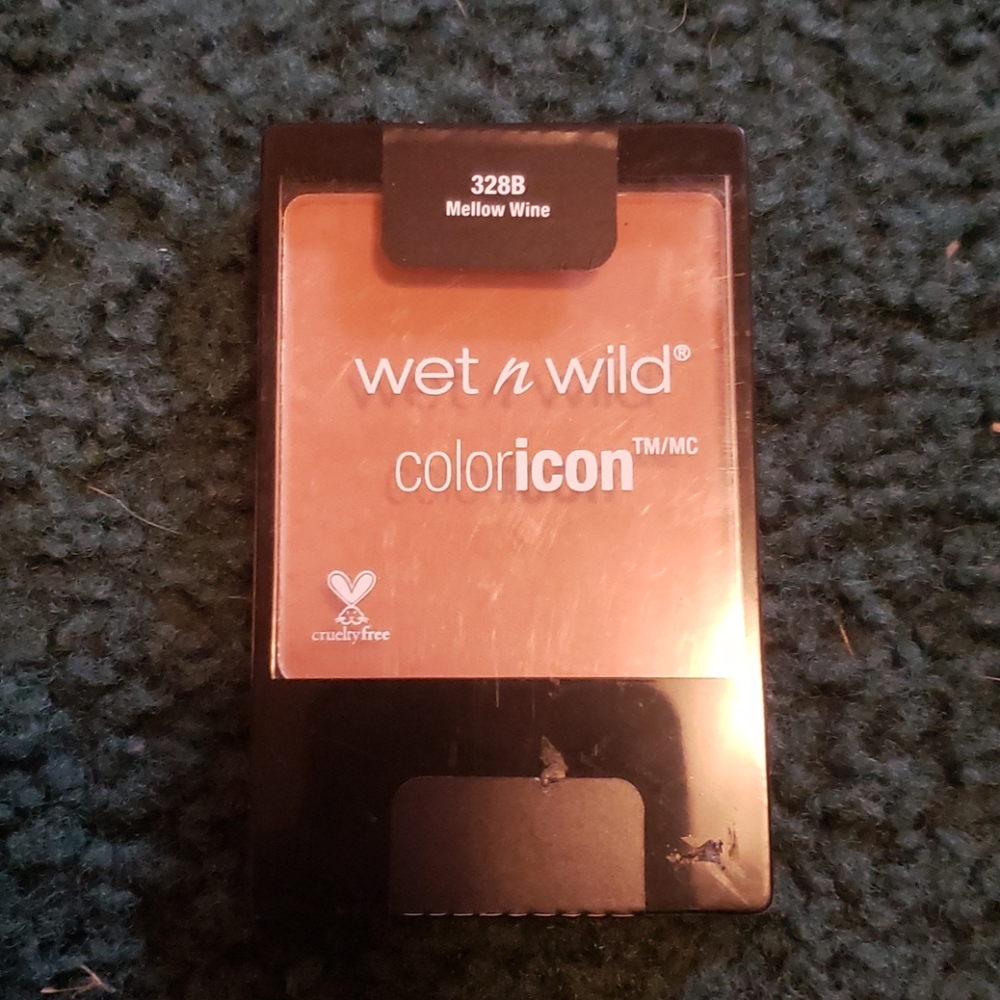 328B
Mellow Wine
wet n wild®
coloricon™/MC
crueltyfree